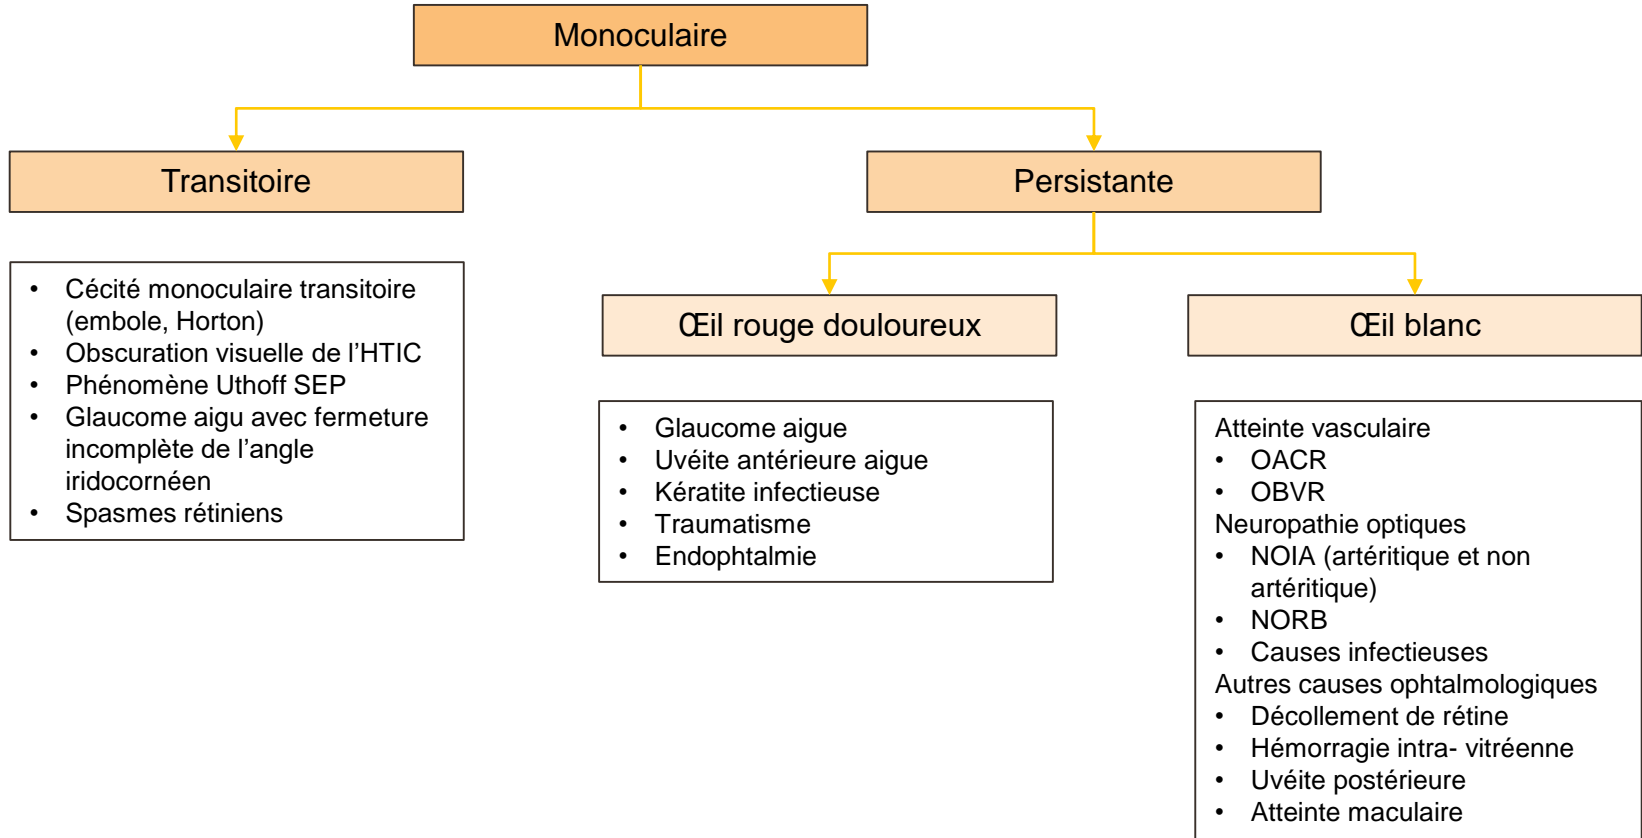 Monoculaire
Transitoire
Persistante
• Cécité monoculaire transitoire
(embole, Horton)
• Obscuration visuelle de l’HTIC
• Phénomène Uthoff SEP
• Glaucome aigu avec fermeture
incomplète de l’angle
iridocornéen
• Spasmes rétiniens
Œil rouge douloureux
Œil blanc
• Glaucome aigue
• Uvéite antérieure aigue
• Kératite infectieuse
• Traumatisme
• Endophtalmie
Atteinte vasculaire
• OACR
• OBVR
Neuropathie optiques
• NOIA (artéritique et non
artéritique)
• NORB
• Causes infectieuses
Autres causes ophtalmologiques
• Décollement de rétine
• Hémorragie intra- vitréenne
• Uvéite postérieure
• Atteinte maculaire